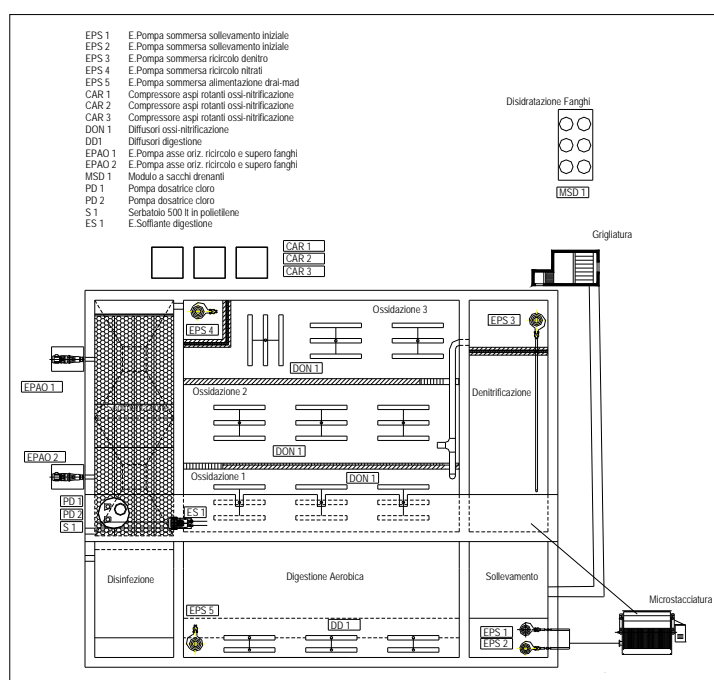 EPS 1 E.Pompa sommersa sollevamento iniziale
EPS 2 E.Pompa sommersa sollevamento iniziale
EPS 3 E.Pompa sommersa ricircolo denitro
EPS 4 E.Pompa sommersa ricircolo nitrati
EPS 5 E.Pompa sommersa alimentazione drai-mad
CAR 1 Compressore aspi rotanti ossi-nitrificazione
CAR 2 Compressore aspi rotanti ossi-nitrificazione
CAR 3 Compressore aspi rotanti ossi-nitrificazione
DON 1 Diffusori ossi-nitrificazione
DD1 Diffusori digestione
EPAO 1 E.Pompa asse oriz. ricircolo e supero fanghi
EPAO 2 E.Pompa asse oriz. ricircolo e supero fanghi
MSD 1 Modulo a sacchi drenanti
PD 1 Pompa dosatrice cloro
PD 2 Pompa dosatrice cloro
S 1 Serbatoio 500 lt in polietilene
ES 1 E.Soffiante digestione
Disidratazione Fanghi
MSD 1
Grigliatura
CAR 1
CAR 2
CAR 3
Ossidazione 3
EPS 4
EPS 3
DON 1
EPAO 1
Ossidazione 2
Denitrificazione
DON 1
EPAO 2
Ossidazione 1
DON 1
PD 1
PD 2
S 1
ES 1
Disinfezione
Digestione Aerobica
Sollevamento
Microstacciatura
EPS 5
DD 1
EPS 1
EPS 2